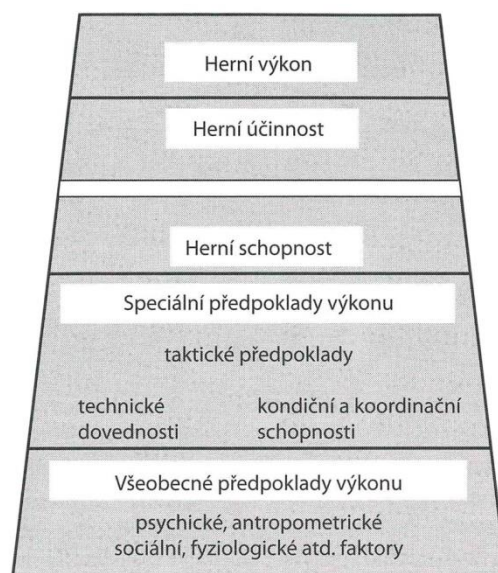 Herní výkon
Herní účinnost
Herní schopnost
Speciální předpoklady výkonu
taktické předpoklady
technické
dovednosti
kondiční a koordinační
schopnosti
Všeobecné předpoklady výkonu
psychické, antropometrické
sociální, fyziologické atd. faktory